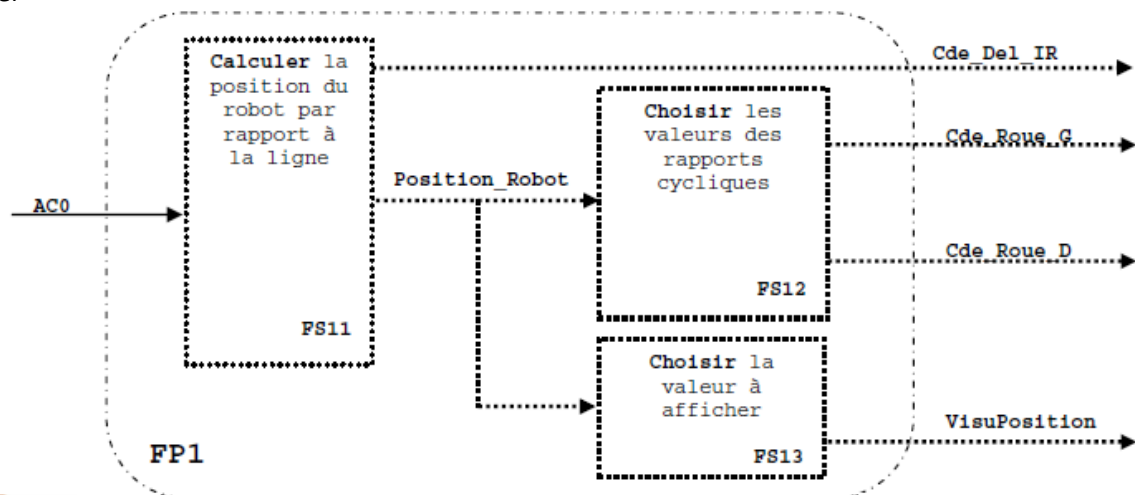 Calculer la
position du
robot par
rapport à
la ligne
FS11
AC0
Position_Robot
Choisir les
valeurs des
rapports
cycliques
FS12
Choisir la
valeur à
afficher
FS13
Cde_Del_IR
Cde_Roue_G
Cde_Roue_D
VisuPosition
FP1